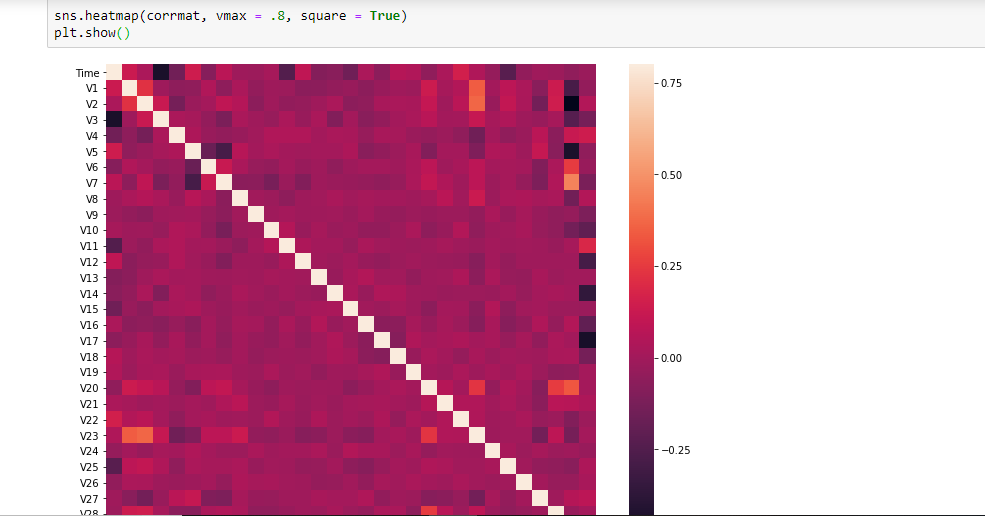 sns.heatmap(corrmat, vmax = .8, square = True)
plt.show()
Time
V1
V2
V3
V4
V5
V6
V7
V8
V9
V10
V11
V12
V13
V14
V15
V16
V17
V18
V19
V20
V21
V22
V23
V24
V25
V26
V27
V28
0.75
0.50
0.25
0.00
−0.25